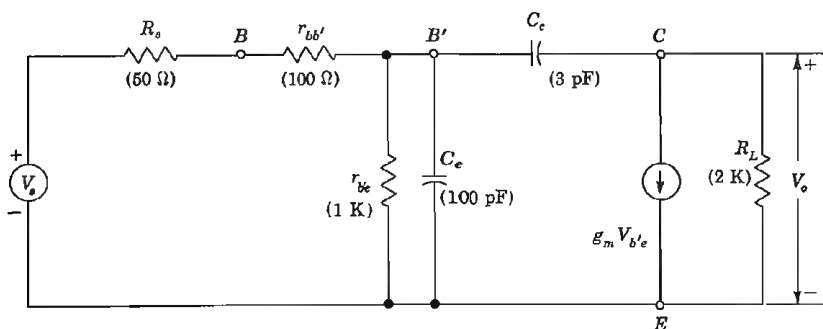 R_s
(50 Ω)
B
r_bb'
(100 Ω)
B'
C_c
(3 pF)
C
+
V_s
-
r_b'e
(1 K)
C_e
(100 pF)
g_m V_b'e
R_L
(2 K)
+
V_o
-
E